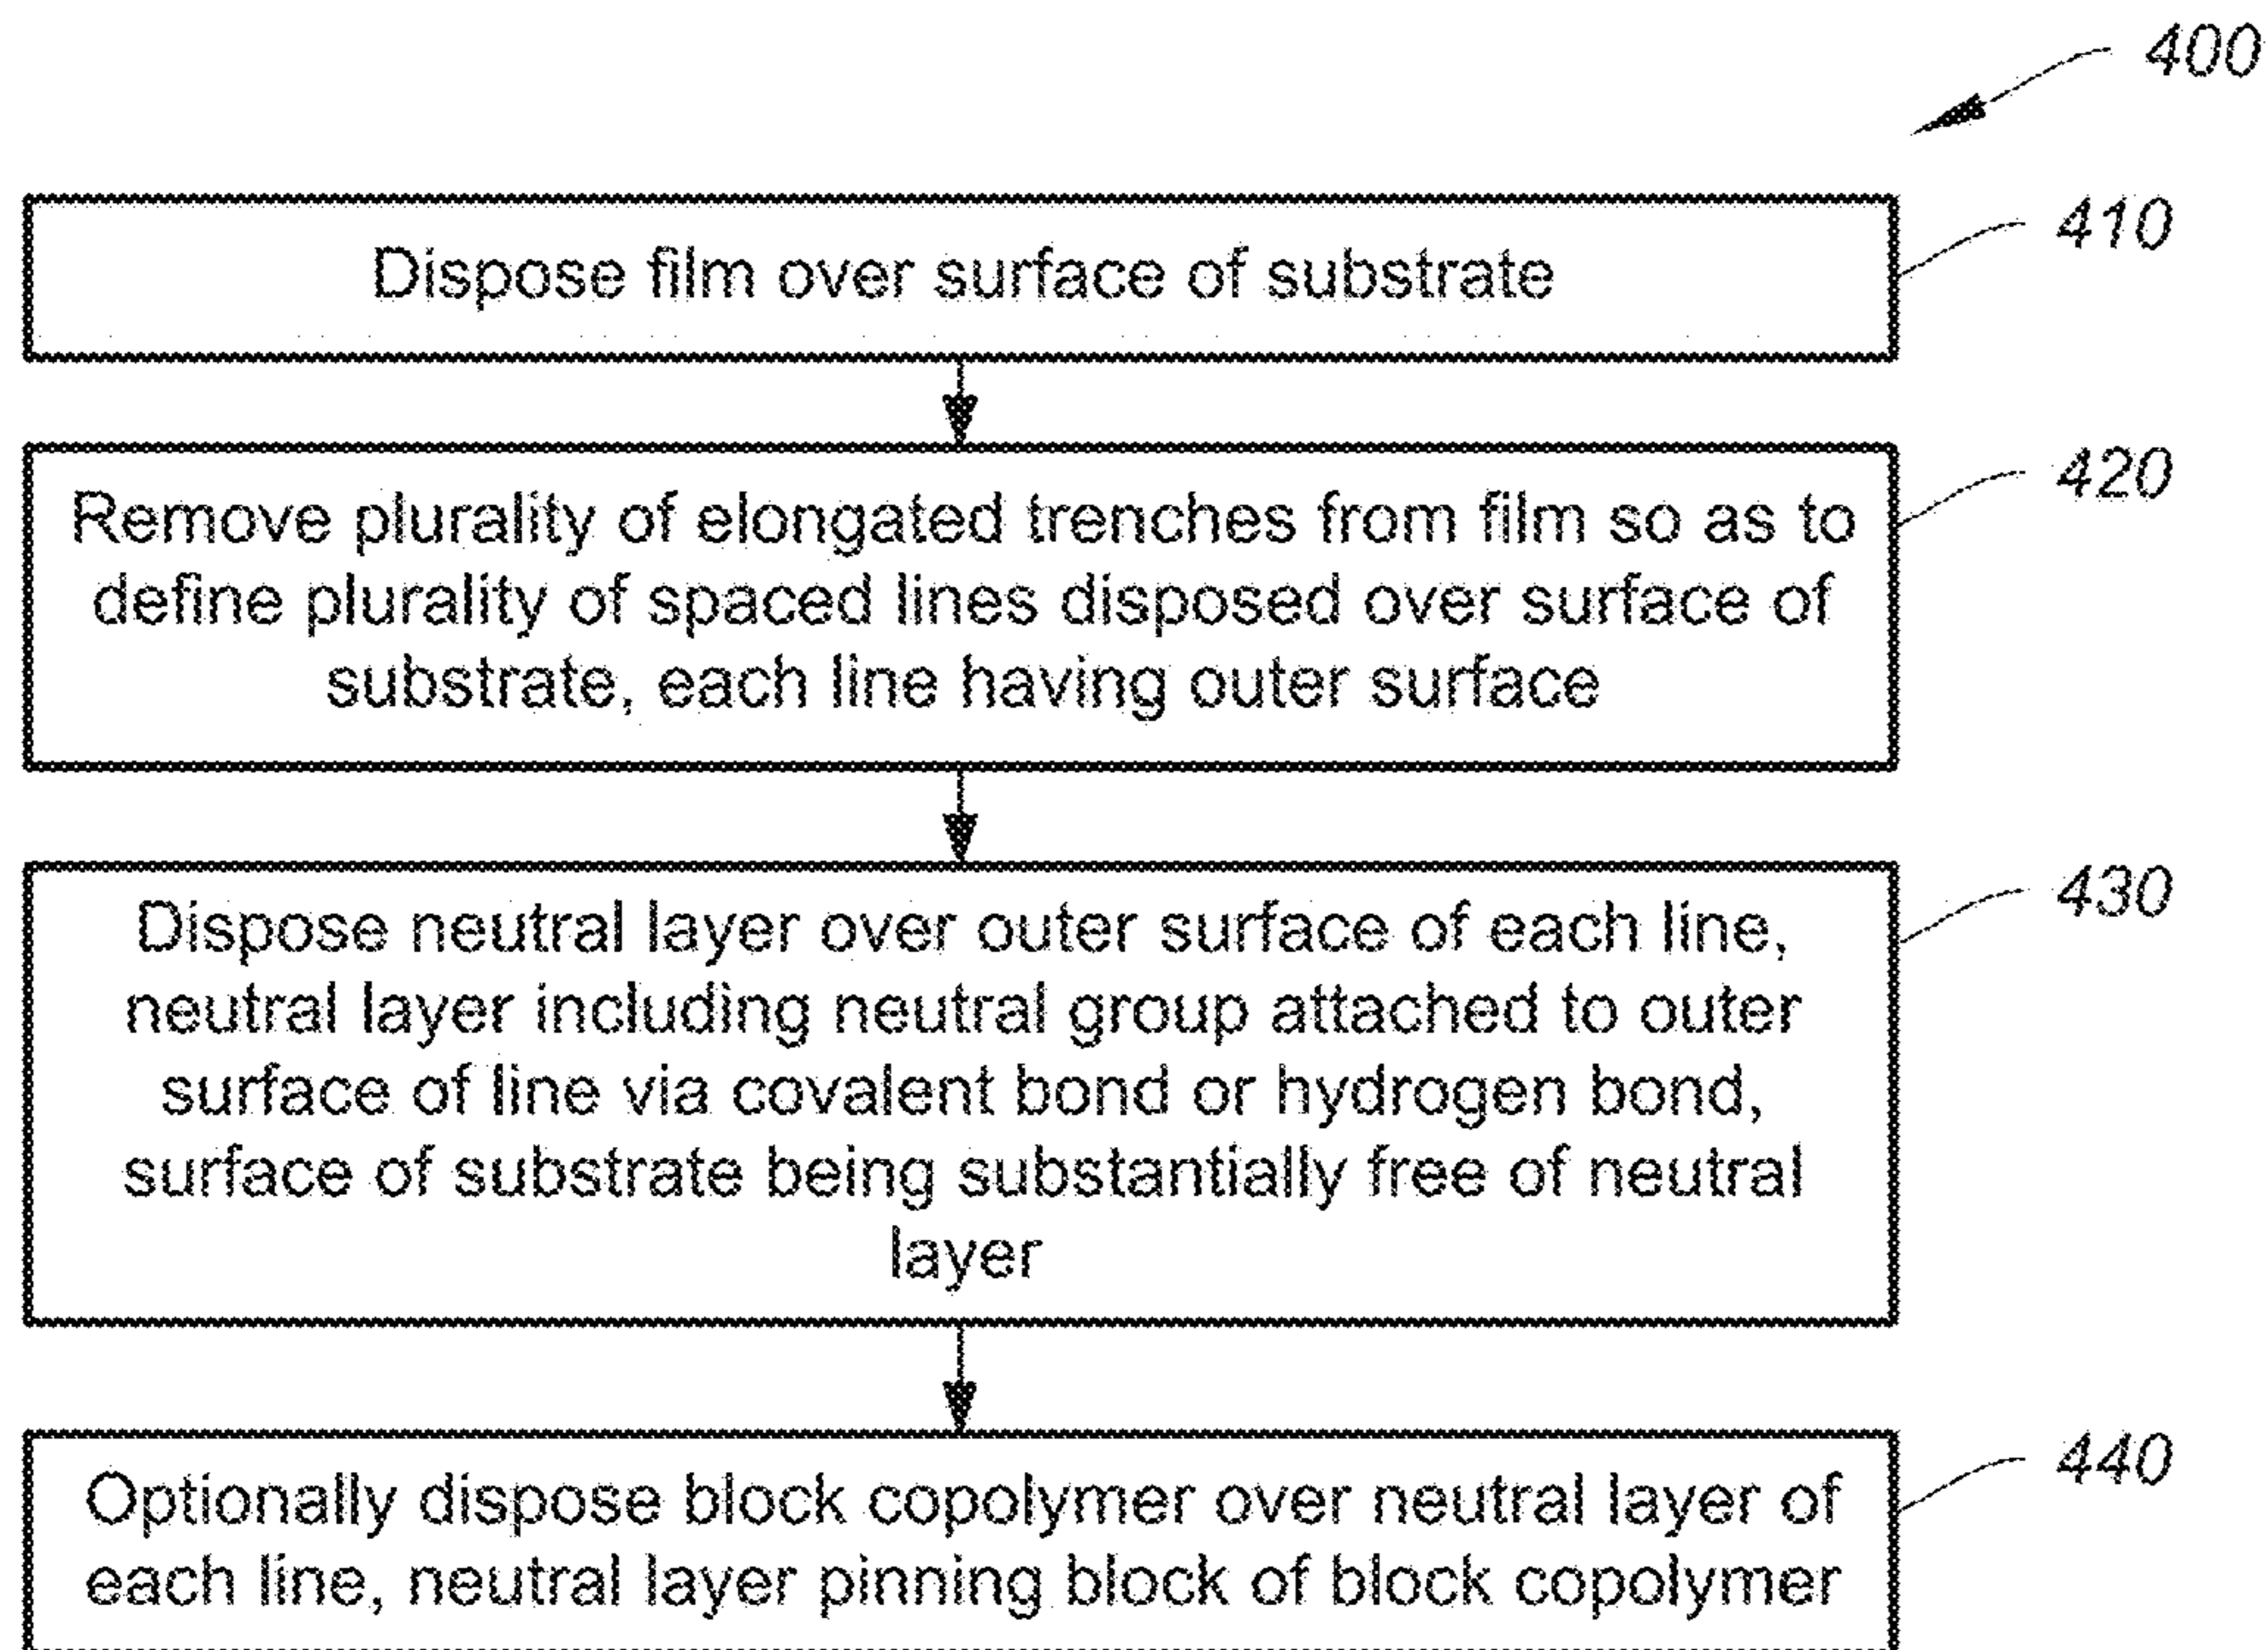 400
410
Dispose film over surface of substrate
420
Remove plurality of elongated trenches from film so as to
define plurality of spaced lines disposed over surface of
substrate, each line having outer surface
430
Dispose neutral layer over outer surface of each line,
neutral layer including neutral group attached to outer
surface of line via covalent bond or hydrogen bond,
surface of substrate being substantially free of neutral
layer
440
Optionally dispose block copolymer over neutral layer of
each line, neutral layer pinning block of block copolymer